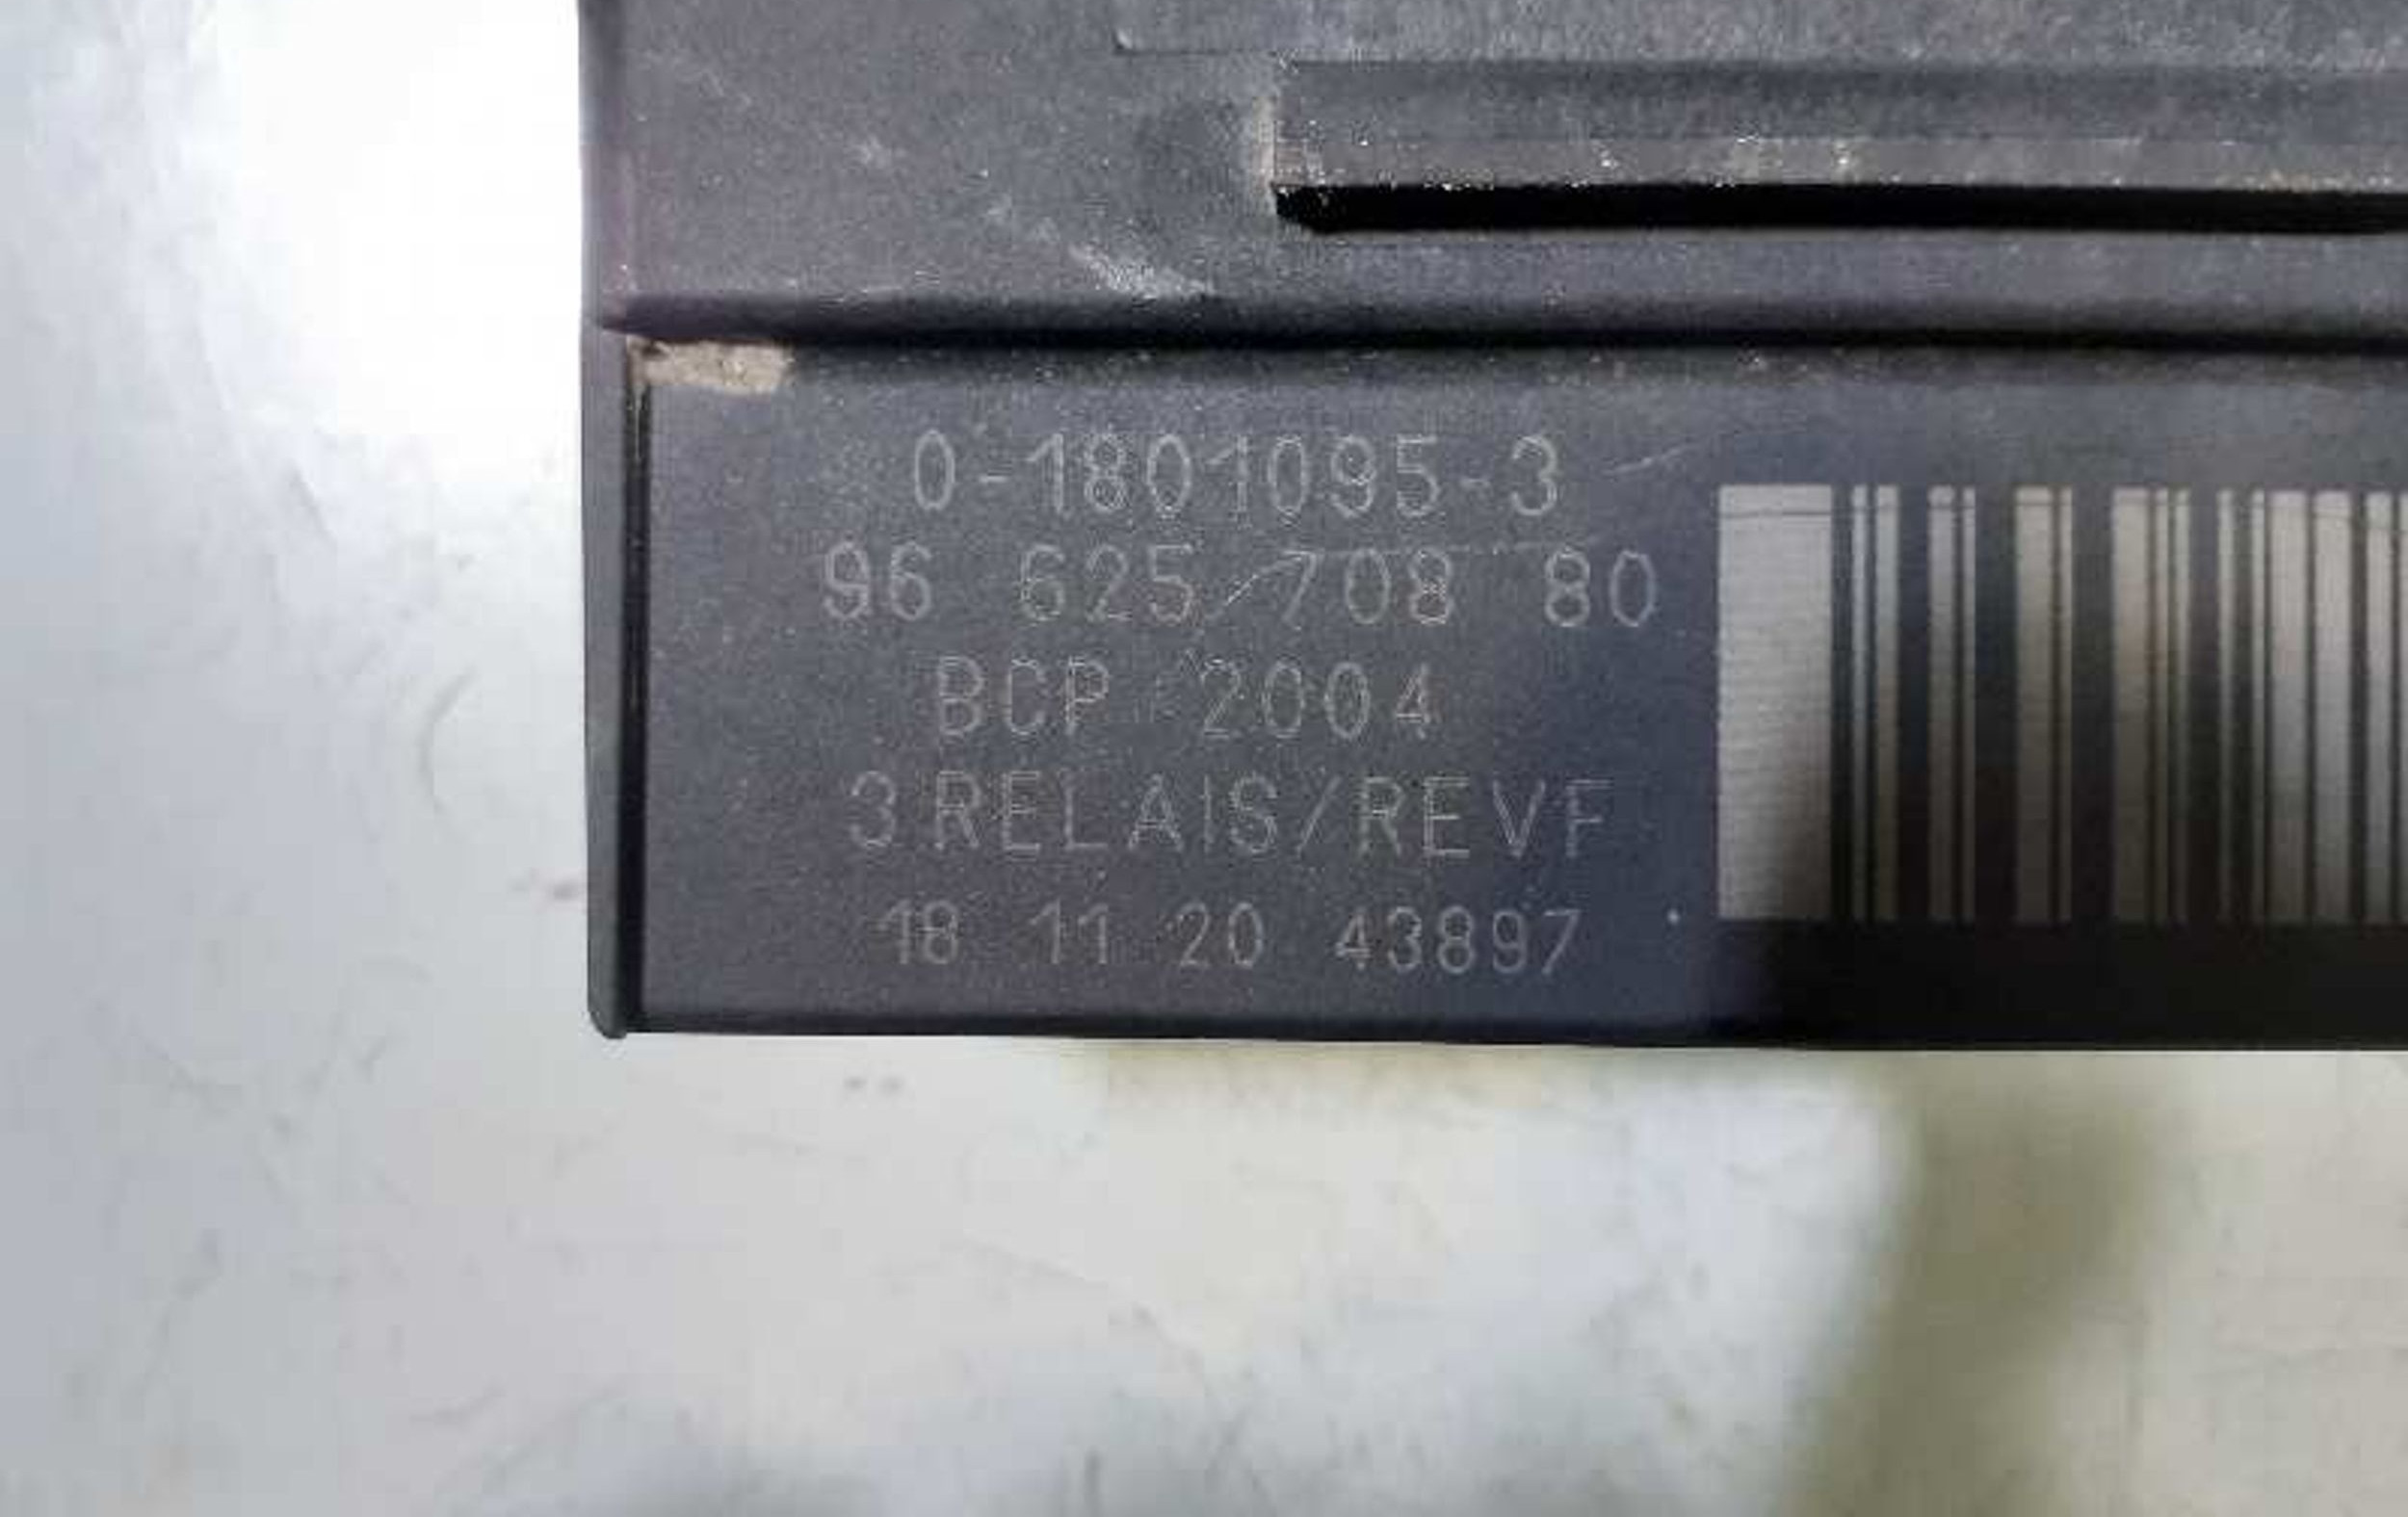 0-1801095-3
96 625 708 80
BCP 2004
3 RELAIS/REVF
18 11 20 43897